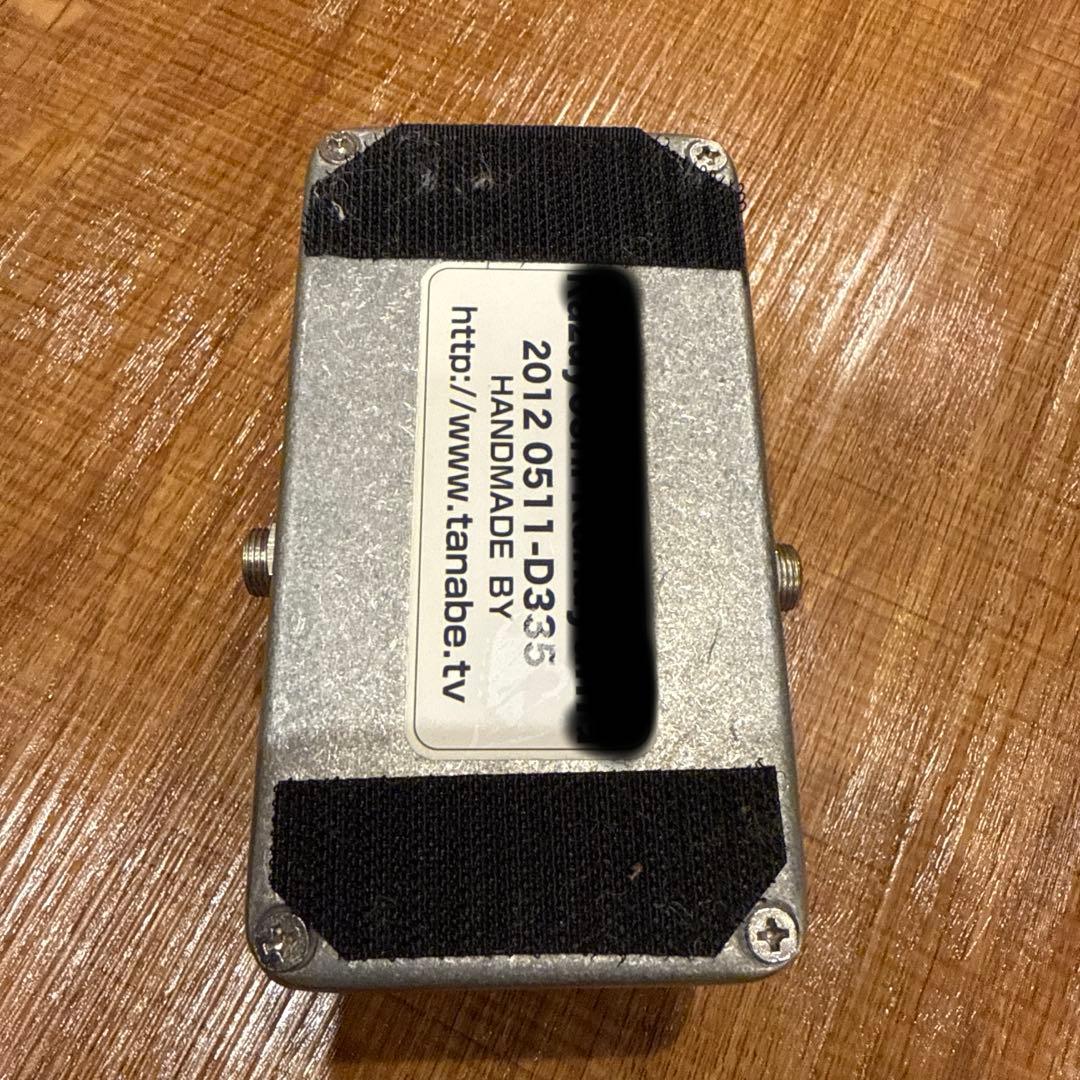 2012 0511-D335
HANDMADE BY
http://www.tanabe.tv